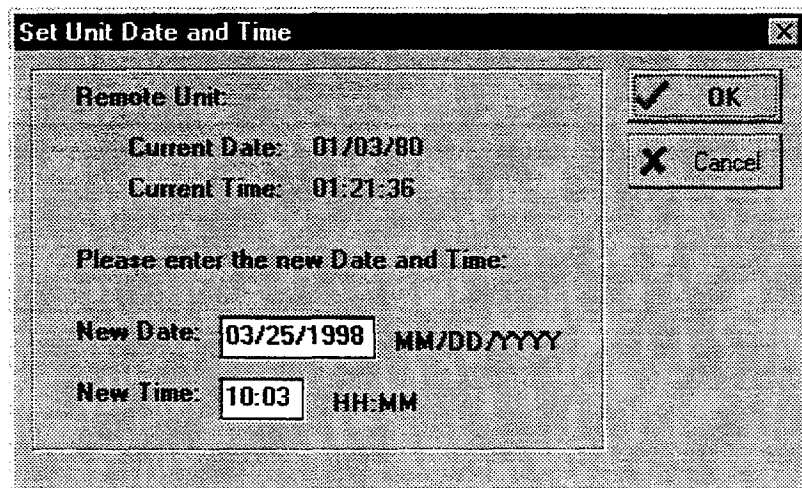 Set Unit Date and Time
Remote Unit:
Current Date: 01/03/80
Current Time: 01:21:36
Please enter the new Date and Time:
New Date: 03/25/1998 MM/DD/YYYY
New Time: 10:03 HH:MM
OK
Cancel